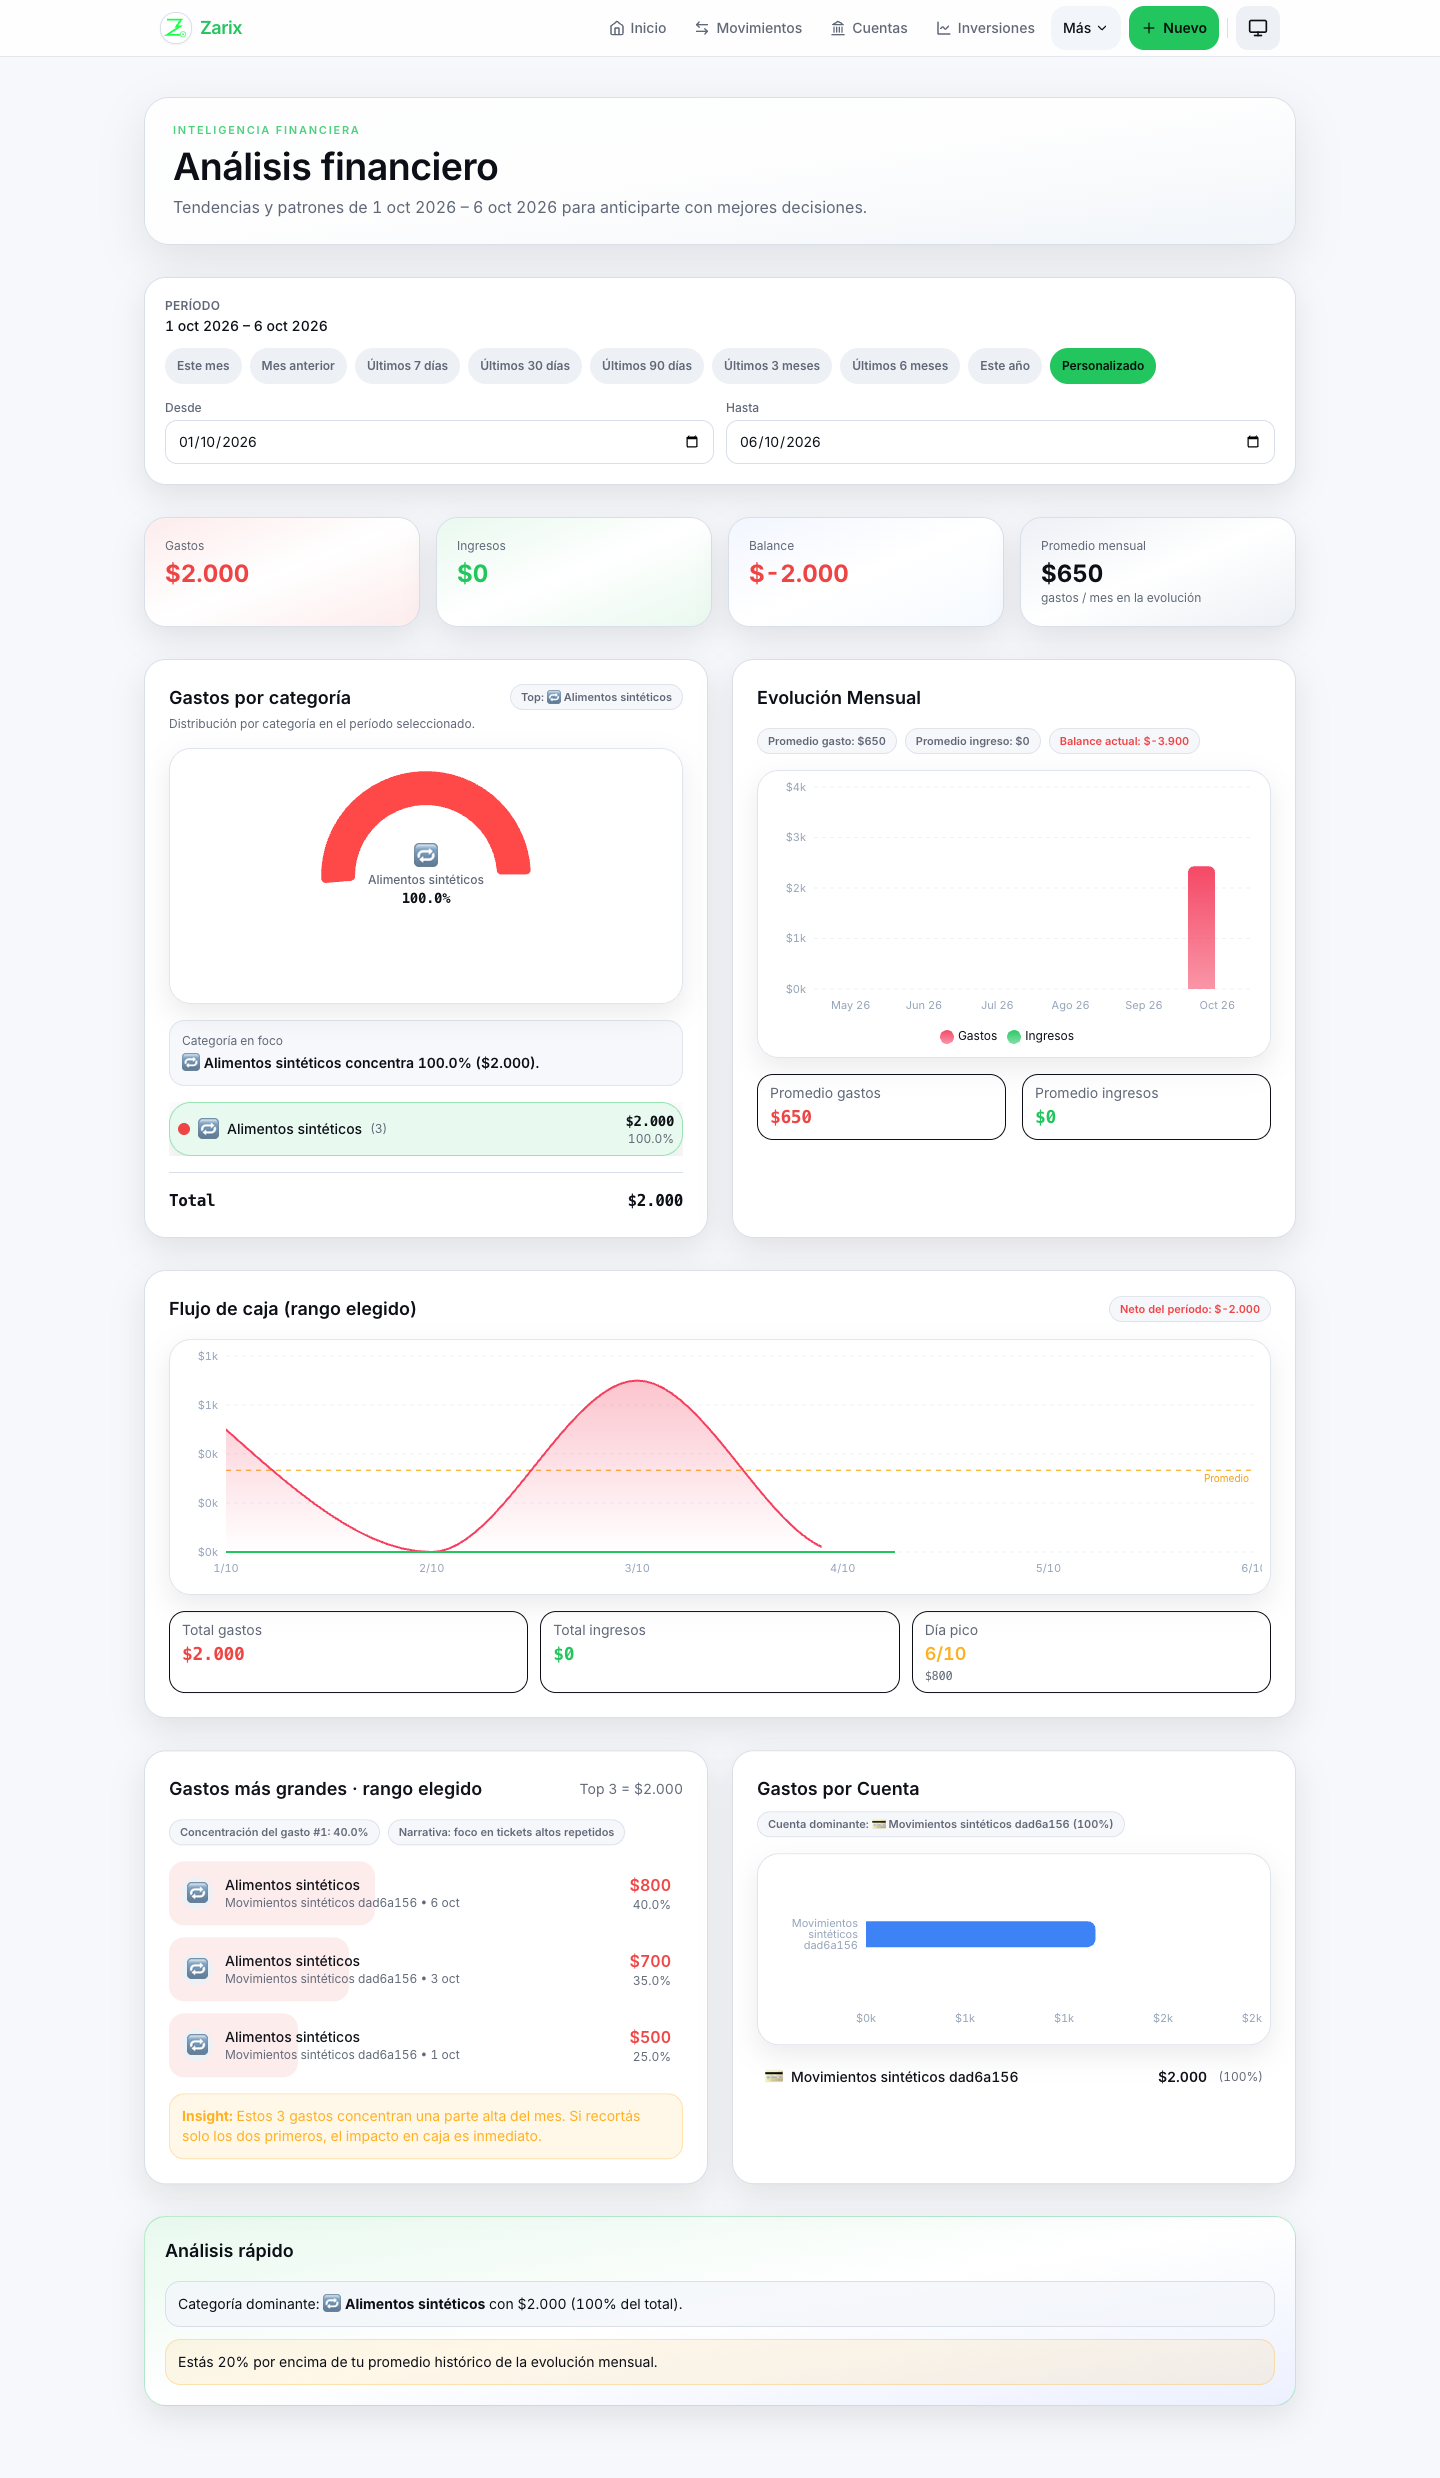 Zarix
Inicio
Movimientos
Cuentas
Inversiones
Más
Nuevo
INTELIGENCIA FINANCIERA
Análisis financiero
Tendencias y patrones de 1 oct 2026 – 6 oct 2026 para anticiparte con mejores decisiones.
PERÍODO
1 oct 2026 – 6 oct 2026
Este mes
Mes anterior
Últimos 7 días
Últimos 30 días
Últimos 90 días
Últimos 3 meses
Últimos 6 meses
Este año
Personalizado
Desde
Hasta
01/10/2026
06/10/2026
Gastos
$2.000
Ingresos
$0
Balance
$-2.000
Promedio mensual
$650
gastos / mes en la evolución
Gastos por categoría
Top: Alimentos sintéticos
Distribución por categoría en el período seleccionado.
Alimentos sintéticos
100.0%
Categoría en foco
Alimentos sintéticos concentra 100.0% ($2.000).
Alimentos sintéticos (3)
$2.000
100.0%
Total
$2.000
Evolución Mensual
Promedio gasto: $650
Promedio ingreso: $0
Balance actual: $-3.900
$4k
$3k
$2k
$1k
$0k
May 26
Jun 26
Jul 26
Ago 26
Sep 26
Oct 26
Gastos
Ingresos
Promedio gastos
$650
Promedio ingresos
$0
Flujo de caja (rango elegido)
Neto del período: $-2.000
$1k
$1k
$0k
$0k
$0k
Promedio
1/10
2/10
3/10
4/10
5/10
6/10
Total gastos
$2.000
Total ingresos
$0
Día pico
6/10
$800
Gastos más grandes · rango elegido
Top 3 = $2.000
Concentración del gasto #1: 40.0%
Narrativa: foco en tickets altos repetidos
Alimentos sintéticos
Movimientos sintéticos dad6a156 • 6 oct
$800
40.0%
Alimentos sintéticos
Movimientos sintéticos dad6a156 • 3 oct
$700
35.0%
Alimentos sintéticos
Movimientos sintéticos dad6a156 • 1 oct
$500
25.0%
Insight: Estos 3 gastos concentran una parte alta del mes. Si recortás
solo los dos primeros, el impacto en caja es inmediato.
Gastos por Cuenta
Cuenta dominante: Movimientos sintéticos dad6a156 (100%)
Movimientos
sintéticos
dad6a156
$0k
$1k
$1k
$2k
$2k
Movimientos sintéticos dad6a156
$2.000
(100%)
Análisis rápido
Categoría dominante: Alimentos sintéticos con $2.000 (100% del total).
Estás 20% por encima de tu promedio histórico de la evolución mensual.